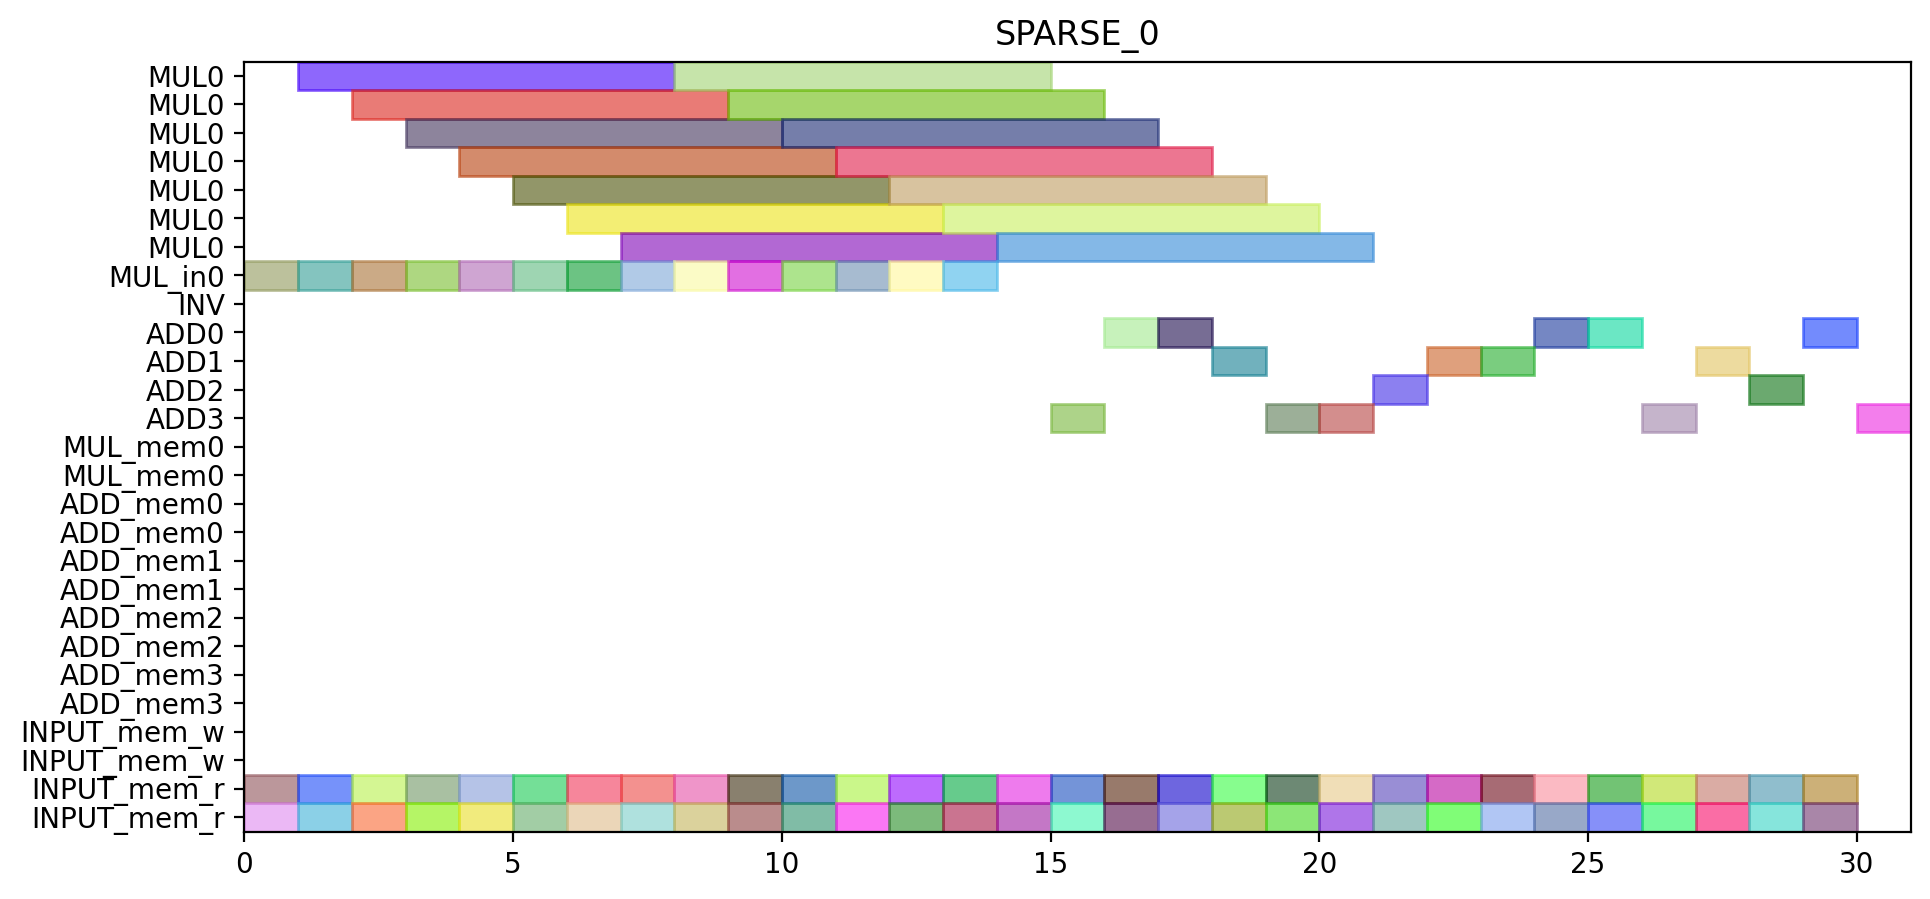 SPARSE_0
MUL0
MUL0
MUL0
MUL0
MUL0
MUL0
MUL0
MUL_in0
INV
ADD0
ADD1
ADD2
ADD3
MUL_mem0
MUL_mem0
ADD_mem0
ADD_mem0
ADD_mem1
ADD_mem1
ADD_mem2
ADD_mem2
ADD_mem3
ADD_mem3
INPUT_mem_w
INPUT_mem_w
INPUT_mem_r
INPUT_mem_r
0 5 10 15 20 25 30